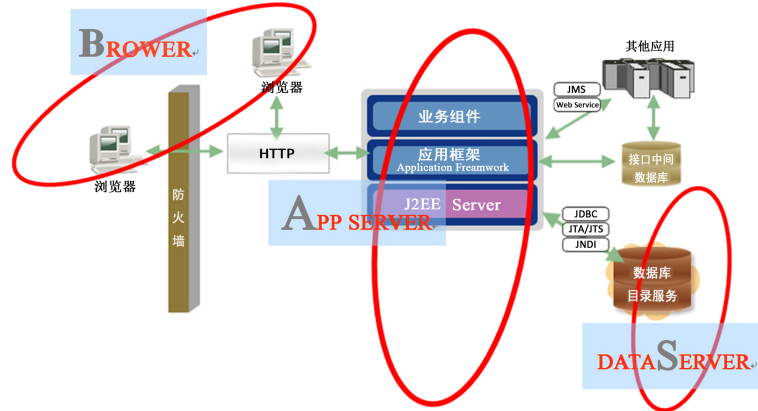 BROWER
浏览器
浏览器
防火墙
HTTP
业务组件
应用框架
Application Freamwork
J2EE Server
APP SERVER
JMS
Web Service
其他应用
接口中间
数据库
JDBC
JTA/JTS
JNDI
数据库
目录服务
DATASERVER